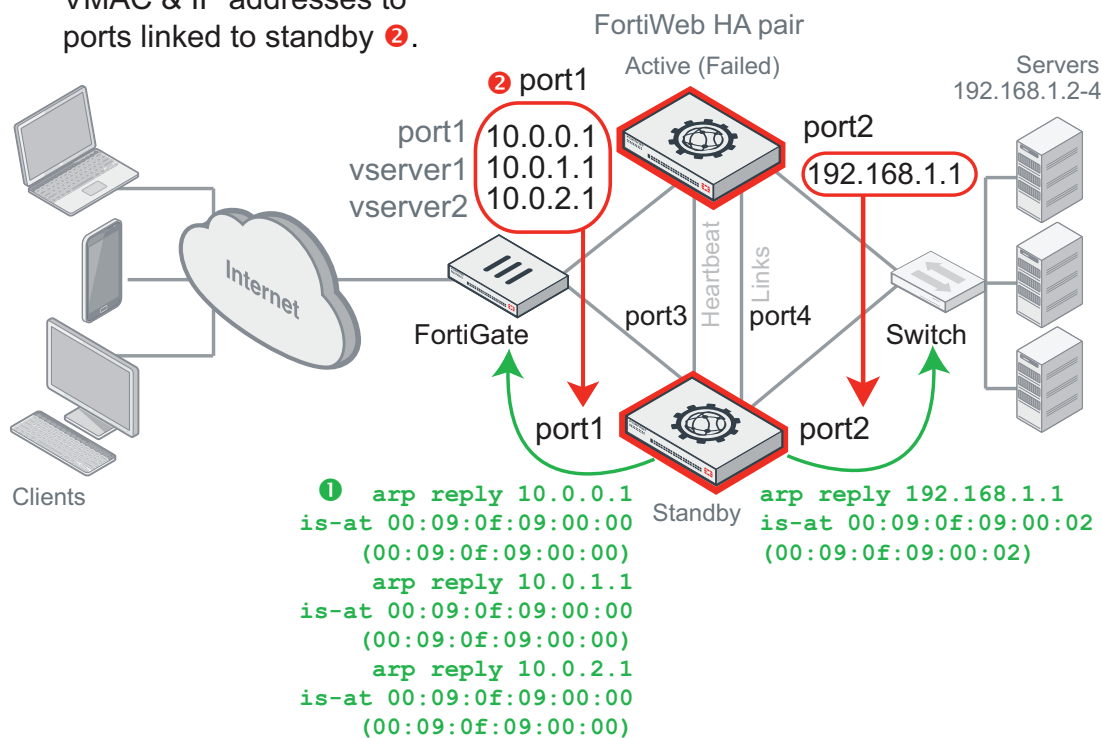 VMAC & IP addresses to
ports linked to standby ❷.
FortiWeb HA pair
Active (Failed)
Servers
192.168.1.2-4
❷ port1
port1 10.0.0.1
vserver1 10.0.1.1
vserver2 10.0.2.1
port2
192.168.1.1
Internet
FortiGate
Heartbeat
Links
port3
port4
Switch
port1
port2
Clients
Standby
❶ arp reply 10.0.0.1
is-at 00:09:0f:09:00:00
(00:09:0f:09:00:00)
arp reply 10.0.1.1
is-at 00:09:0f:09:00:00
(00:09:0f:09:00:00)
arp reply 10.0.2.1
is-at 00:09:0f:09:00:00
(00:09:0f:09:00:00)
arp reply 192.168.1.1
is-at 00:09:0f:09:00:02
(00:09:0f:09:00:02)